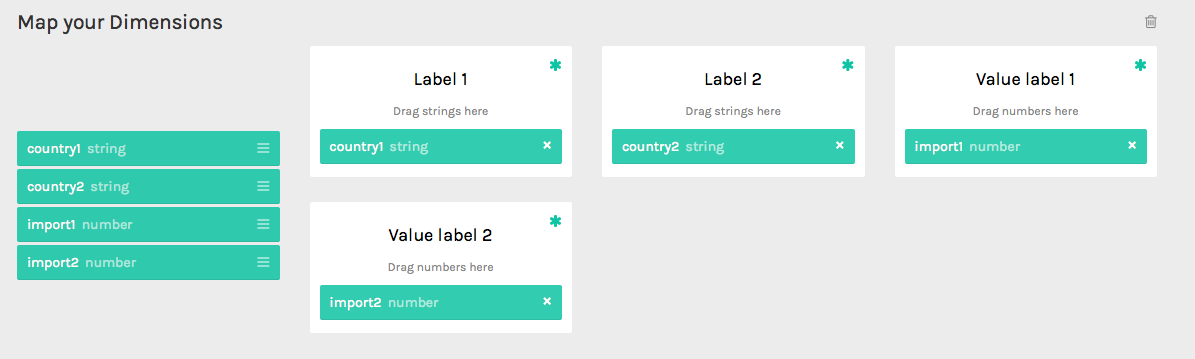 Map your Dimensions
country1 string
country2 string
import1 number
import2 number
Label 1
Drag strings here
country1 string
Label 2
Drag strings here
country2 string
Value label 1
Drag numbers here
import1 number
Value label 2
Drag numbers here
import2 number